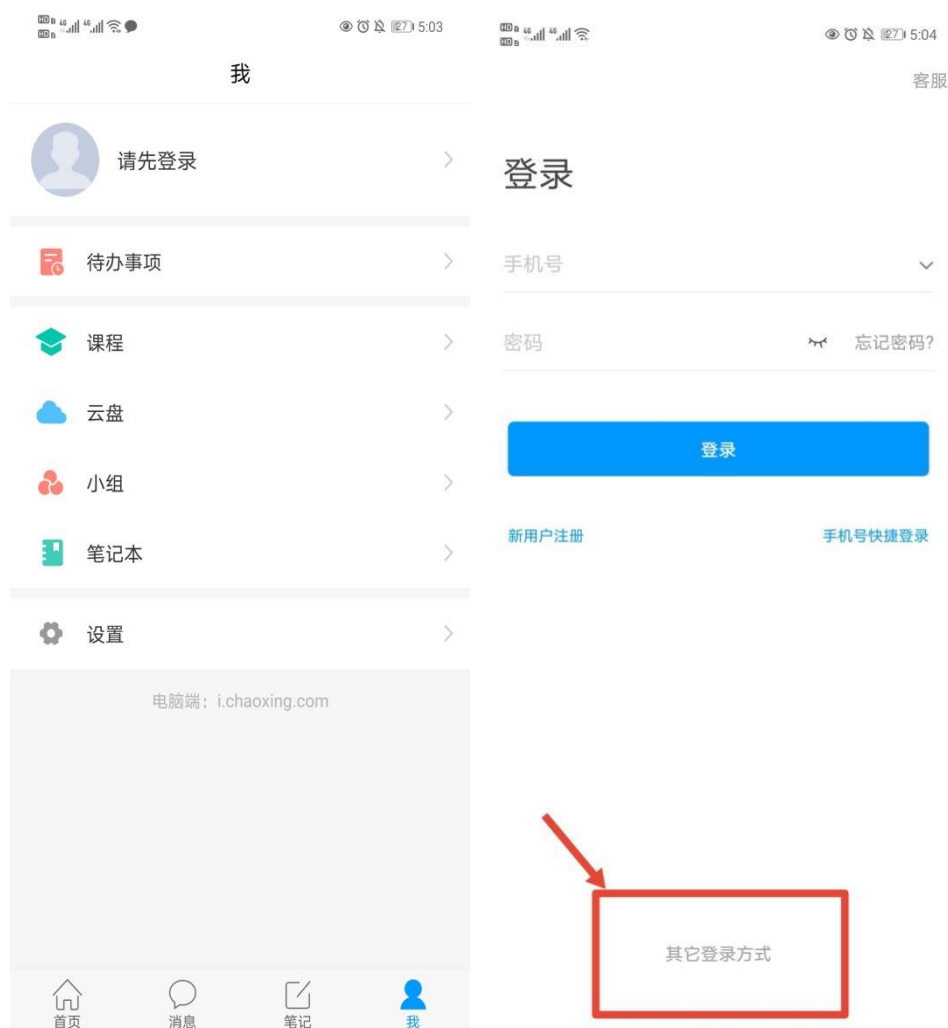 27 5:03
我
请先登录
待办事项
课程
云盘
小组
笔记本
设置
电脑端：i.chaoxing.com
首页
消息
笔记
我
27 5:04
客服
登录
手机号
密码
忘记密码?
登录
新用户注册
手机号快捷登录
其它登录方式